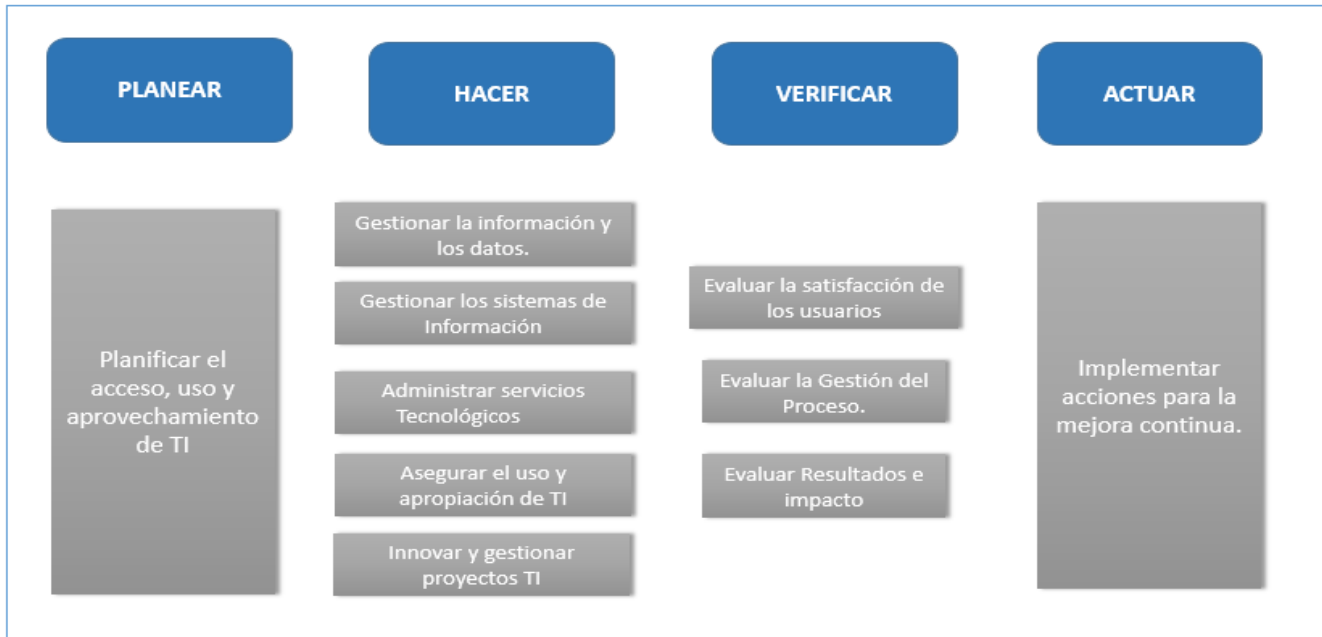 PLANEAR
HACER
VERIFICAR
ACTUAR
Planificar el
acceso, uso y
aprovechamiento
de TI
Gestionar la información y
los datos.
Gestionar los sistemas de
Información
Administrar servicios
Tecnológicos
Asegurar el uso y
apropiación de TI
Innovar y gestionar
proyectos TI
Evaluar la satisfacción de
los usuarios
Evaluar la Gestión del
Proceso.
Evaluar Resultados e
impacto
Implementar
acciones para la
mejora continua.